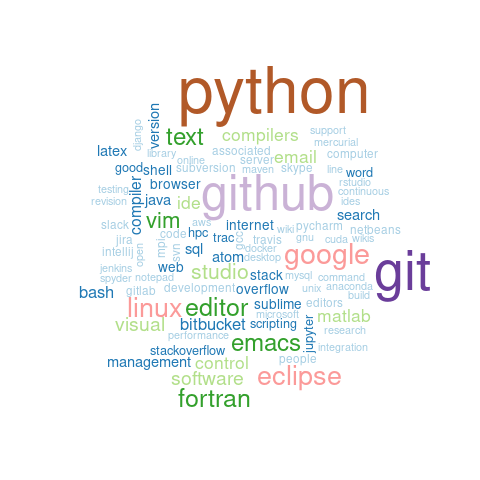 python
support
text
compilers
mercurial
version
django
latex
library
associated
email
computer
online
server
good
shell
subversion
maven
skype
line
word
rstudio
testing
compiler
browser
github
continuous
revision
java
ide
ides
vim
aws
search
slack
code
hpc
internet
wiki
pycharm
netbeans
jira
mpi
trac
gcc
travis
gnu
cuda
wikis
intellij
open
svn
sql
atom
docker
desktop
google
git
jenkins
web
studio
stack
mysql
command
spyder
notepad
unix
anaconda
bash
gitlab
development
overflow
build
linux
editor
sublime
editors
microsoft
matlab
visual
bitbucket
scripting
jupyter
research
performance
emacs
stackoverflow
integration
management
control
people
software
eclipse
fortran